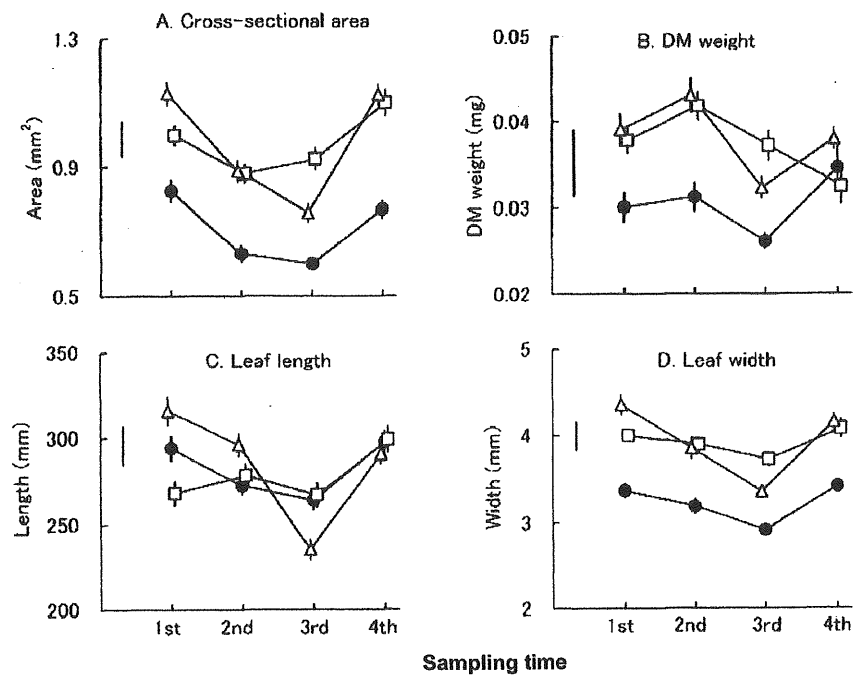 A. Cross-sectional area
1.3
0.9
0.5
Area (mm²)
B. DM weight
0.05
0.04
0.03
0.02
DM weight (mg)
C. Leaf length
350
300
250
200
Length (mm)
1st 2nd 3rd 4th
D. Leaf width
5
4
3
2
Width (mm)
1st 2nd 3rd 4th
Sampling time